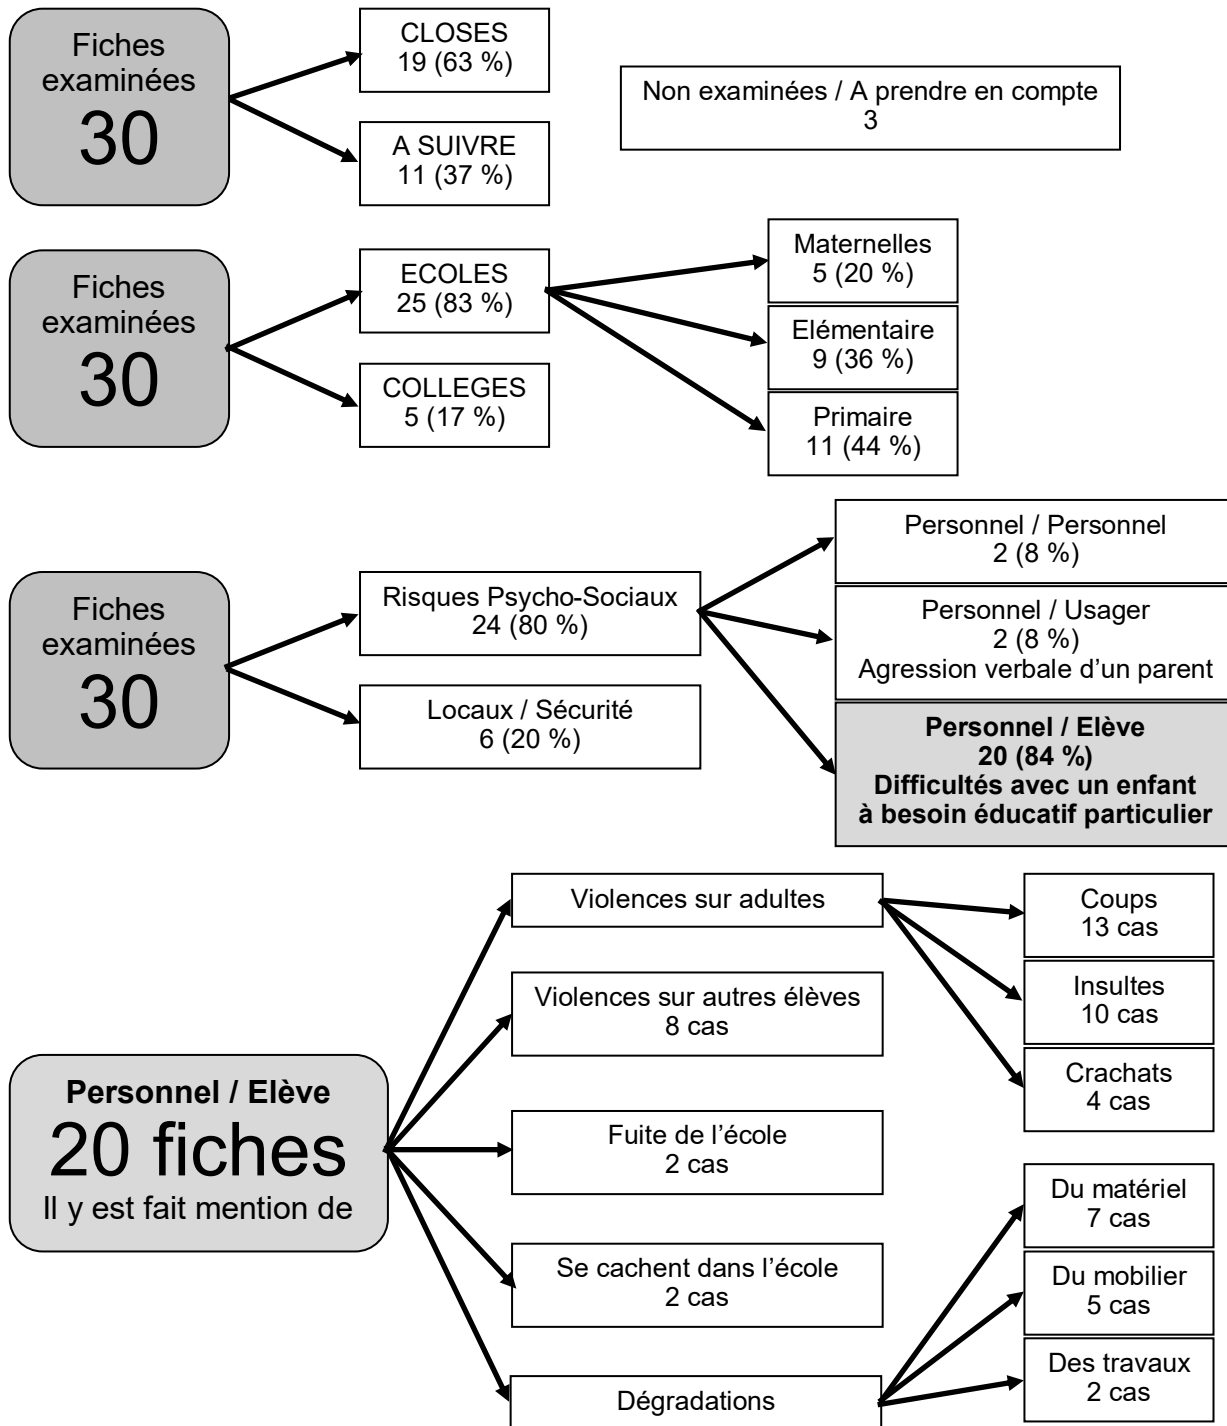 Fiches
examinées
30
CLOSES
19 (63 %)
A SUIVRE
11 (37 %)
Non examinées / A prendre en compte
3
Fiches
examinées
30
ECOLES
25 (83 %)
COLLEGES
5 (17 %)
Maternelles
5 (20 %)
Elémentaire
9 (36 %)
Primaire
11 (44 %)
Fiches
examinées
30
Risques Psycho-Sociaux
24 (80 %)
Locaux / Sécurité
6 (20 %)
Personnel / Personnel
2 (8 %)
Personnel / Usager
2 (8 %)
Agression verbale d’un parent
Personnel / Elève
20 (84 %)
Difficultés avec un enfant
à besoin éducatif particulier
Personnel / Elève
20 fiches
Il y est fait mention de
Violences sur adultes
Coups
13 cas
Insultes
10 cas
Crachats
4 cas
Violences sur autres élèves
8 cas
Fuite de l’école
2 cas
Se cachent dans l’école
2 cas
Dégradations
Du matériel
7 cas
Du mobilier
5 cas
Des travaux
2 cas